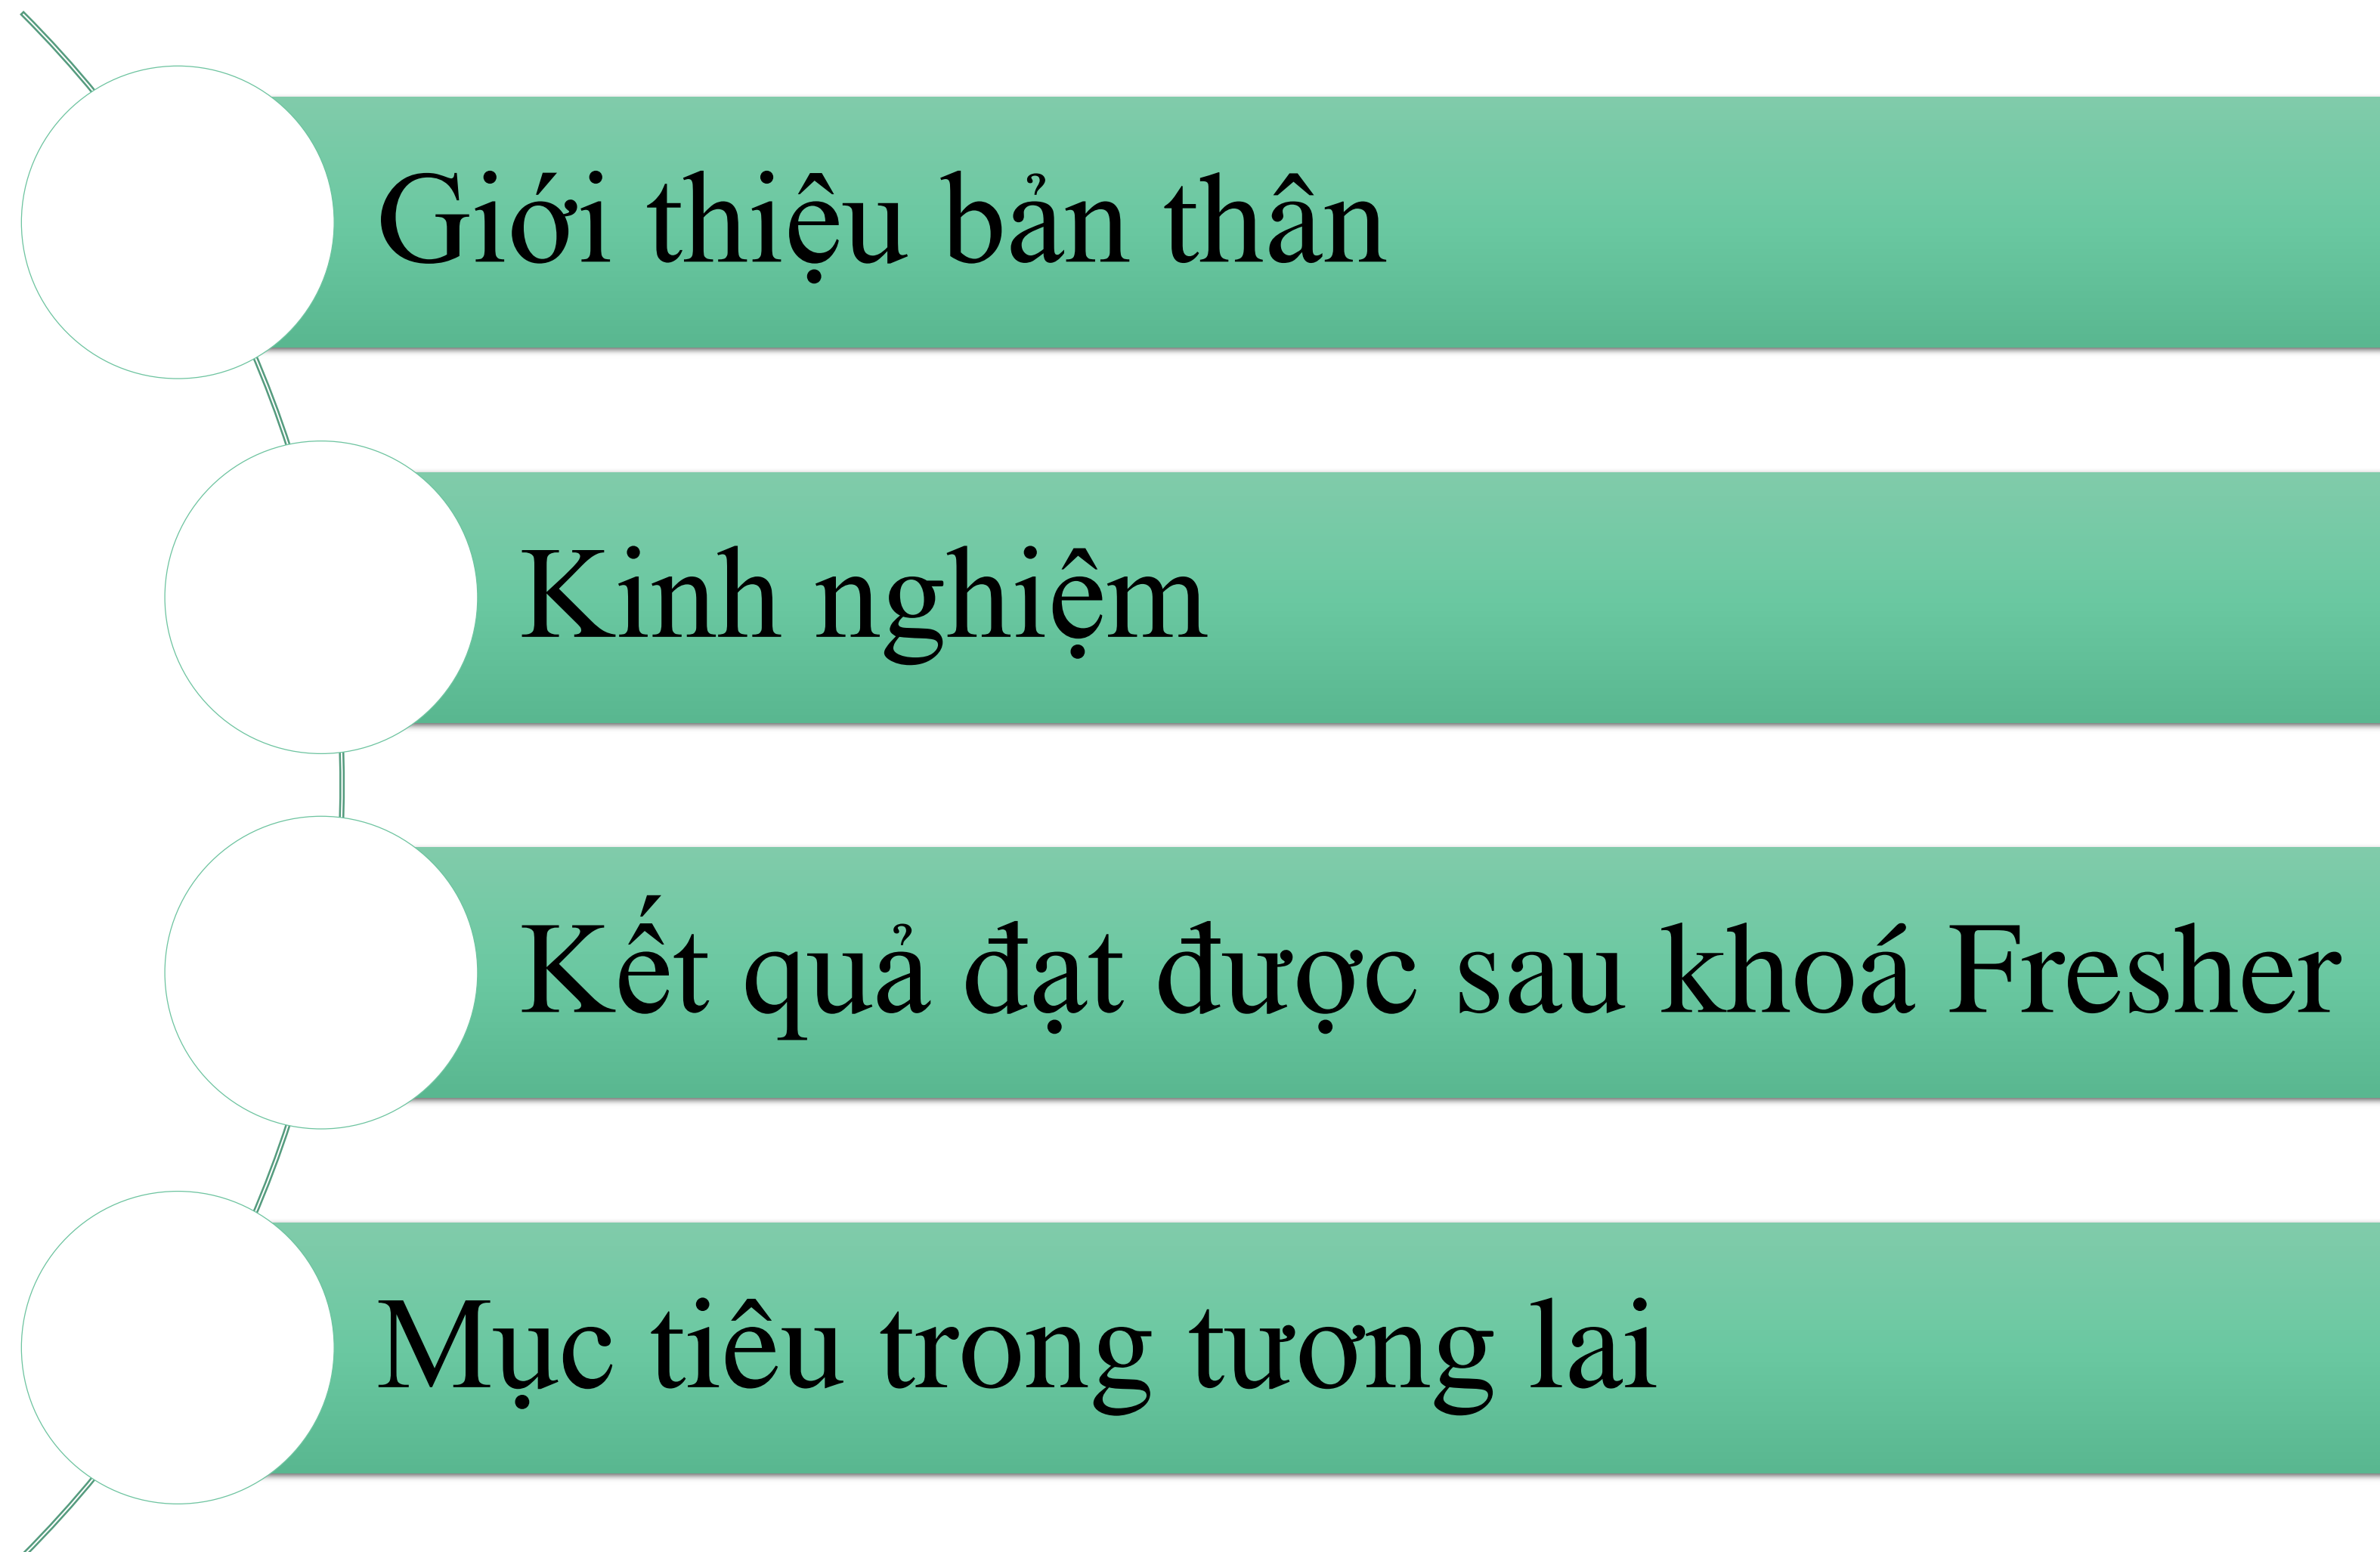 Giới thiệu bản thân
Kinh nghiệm
Kết quả đạt được sau khoá Fresher
Mục tiêu trong tương lai